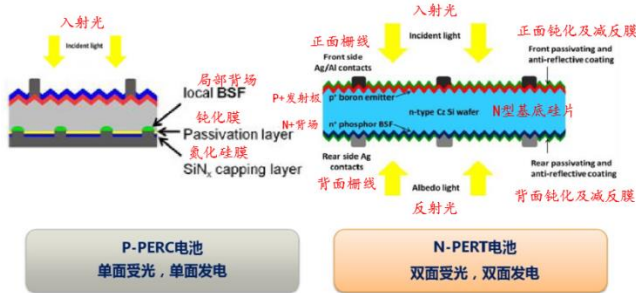 入射光
Incident light
局部背场
local BSF
钝化膜
Passivation layer
氮化硅膜
SiNx capping layer
P-PERC电池
单面受光，单面发电
入射光
正面栅线
Incident light
正面钝化及减反膜
Front side
Ag/Al contacts
Front passivating and
anti-reflective coating
P+发射极
p+ boron emitter
n-type Cz Si wafer
N型基底硅片
N+背场
n+ phosphor BSF
Rear side Ag
contacts
Albedo light
Rear passivating and
anti-reflective coating
背面栅线
反射光
背面钝化及减反膜
N-PERT电池
双面受光，双面发电